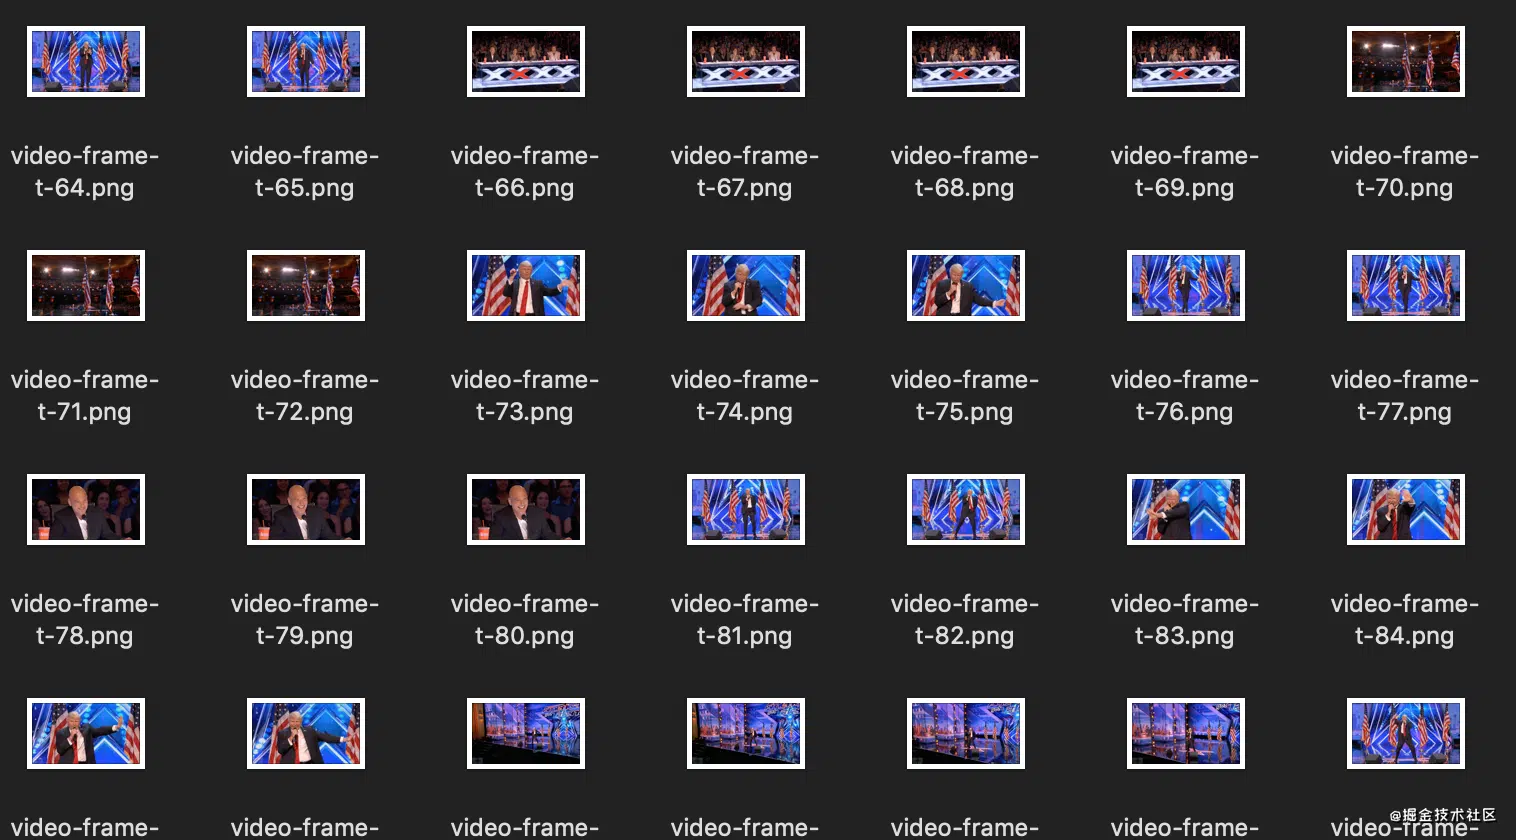 video-frame-
t-64.png
video-frame-
t-65.png
video-frame-
t-66.png
video-frame-
t-67.png
video-frame-
t-68.png
video-frame-
t-69.png
video-frame-
t-70.png
video-frame-
t-71.png
video-frame-
t-72.png
video-frame-
t-73.png
video-frame-
t-74.png
video-frame-
t-75.png
video-frame-
t-76.png
video-frame-
t-77.png
video-frame-
t-78.png
video-frame-
t-79.png
video-frame-
t-80.png
video-frame-
t-81.png
video-frame-
t-82.png
video-frame-
t-83.png
video-frame-
t-84.png
video-frame-
video-frame-
video-frame-
video-frame-
video-frame-
video-frame-
video-frame-
@掘金技术社区